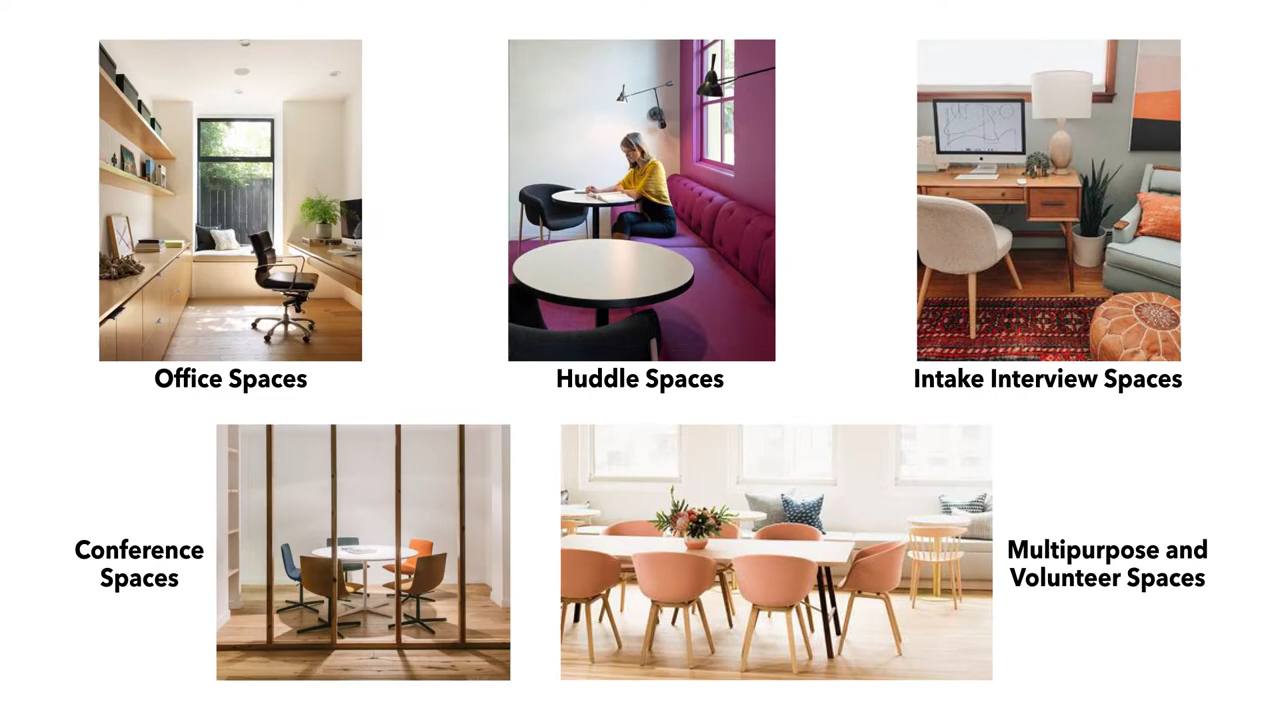 Office Spaces
Huddle Spaces
Intake Interview Spaces
Conference
Spaces
Multipurpose and
Volunteer Spaces